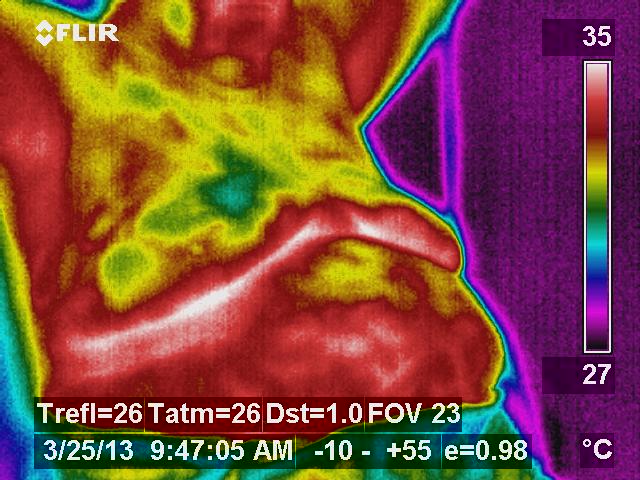 FLIR
35
27
Trefl=26 Tatm=26 Dst=1.0 FOV 23
3/25/13 9:47:05 AM -10 - +55 e=0.98 °C